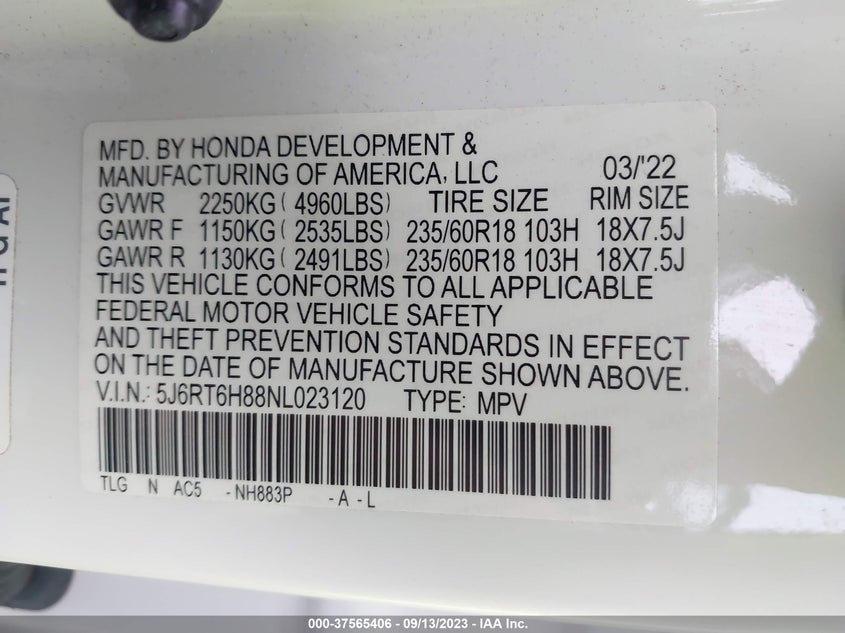 MFD. BY HONDA DEVELOPMENT &
MANUFACTURING OF AMERICA, LLC 03/'22
GVWR 2250KG ( 4960LBS ) TIRE SIZE RIM SIZE
GAWR F 1150KG ( 2535LBS ) 235/60R18 103H 18X7.5J
GAWR R 1130KG ( 2491LBS ) 235/60R18 103H 18X7.5J
THIS VEHICLE CONFORMS TO ALL APPLICABLE
FEDERAL MOTOR VEHICLE SAFETY
AND THEFT PREVENTION STANDARDS IN EFFECT
ON THE DATE OF MANUFACTURE SHOWN ABOVE.
V.I.N.: 5J6RT6H88NL023120 TYPE: MPV
TLG N AC5 -NH883P -A-L
000-37565406 - 09/13/2023 - IAA Inc.